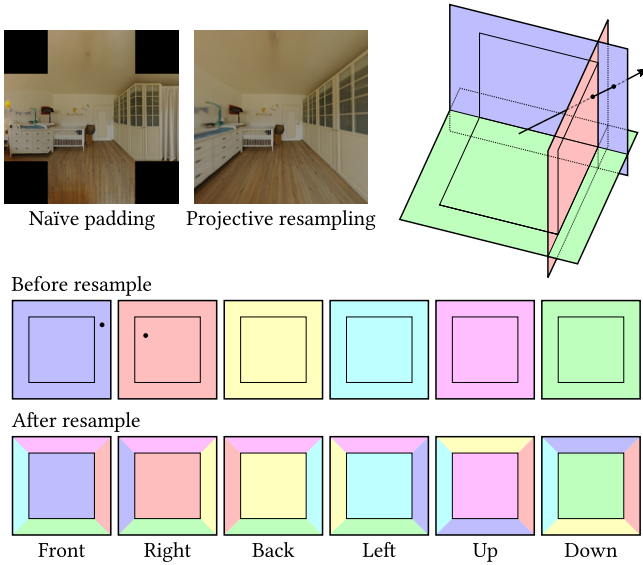 Naïve padding
Projective resampling
Before resample
After resample
Front
Right
Back
Left
Up
Down